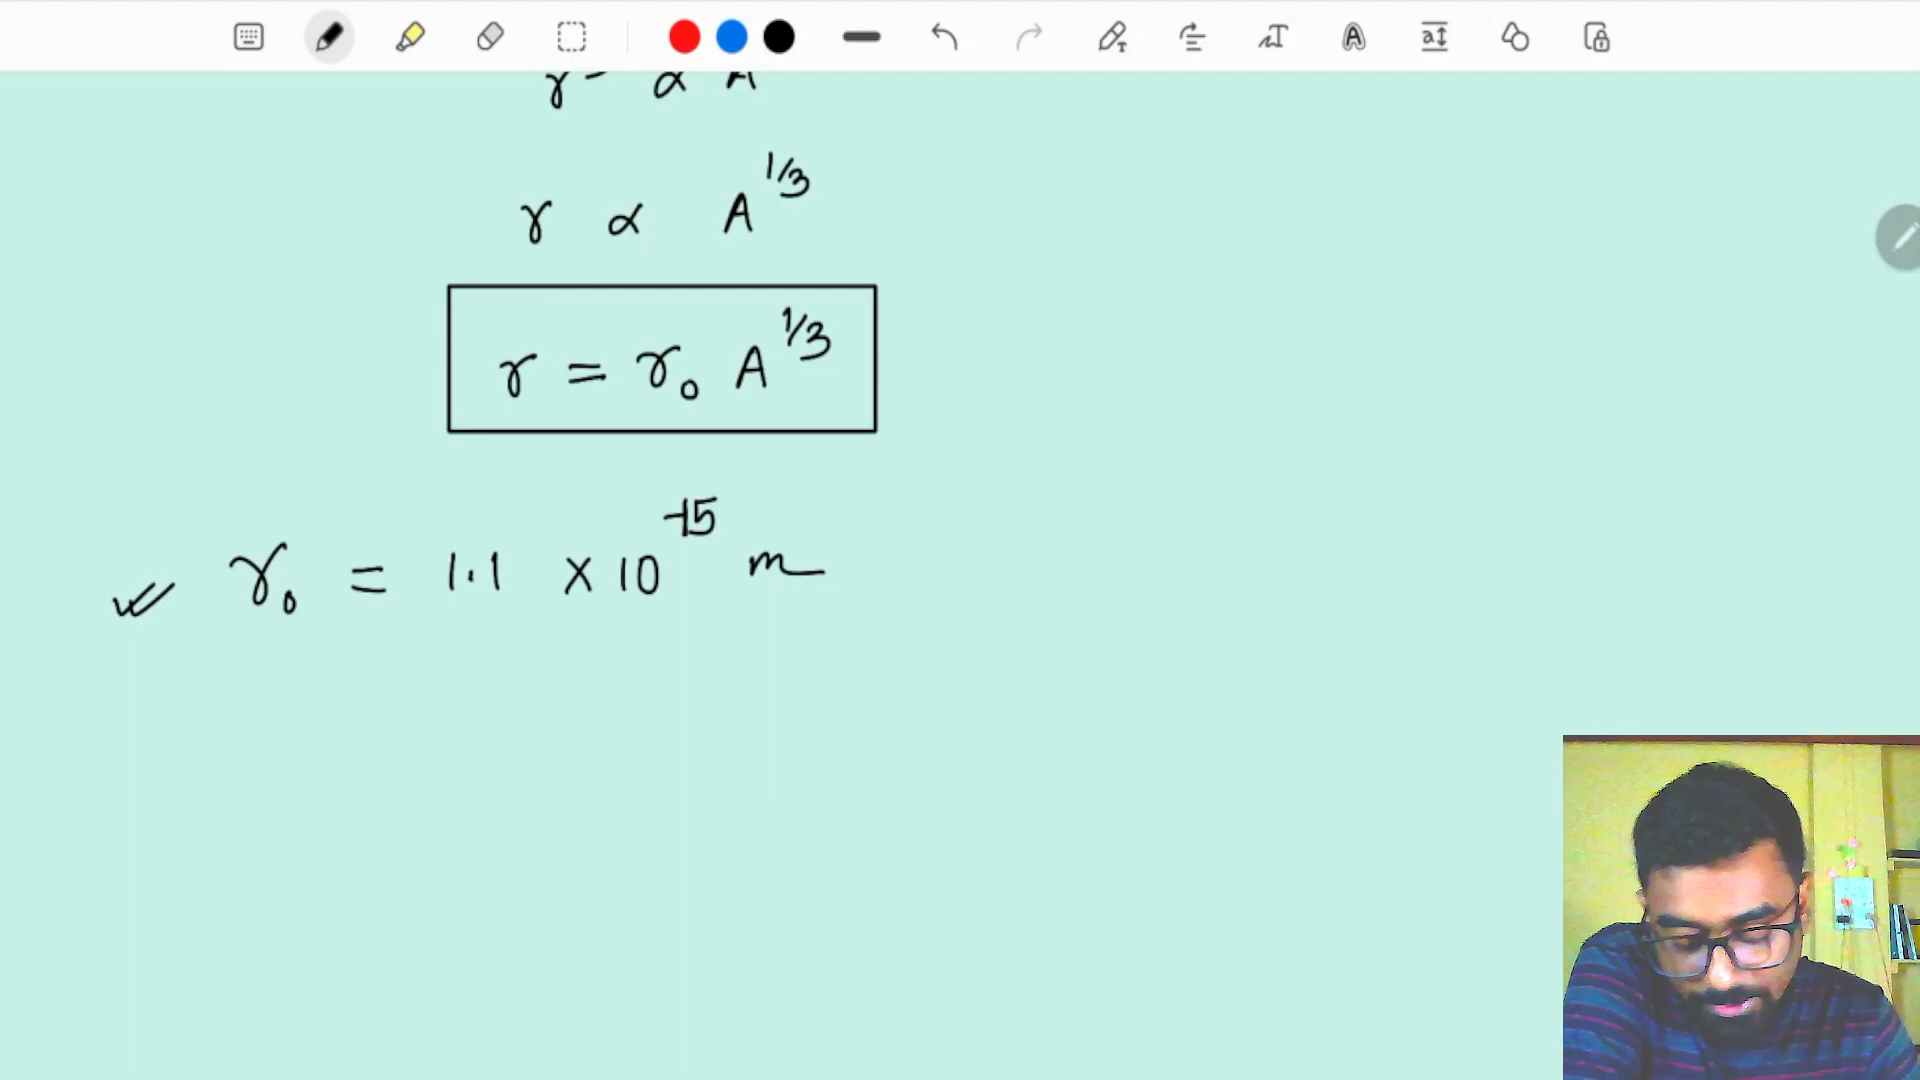 r ∝ A
r ∝ A^1/3
r = r₀ A^1/3
r₀ = 1.1 × 10^-15 m